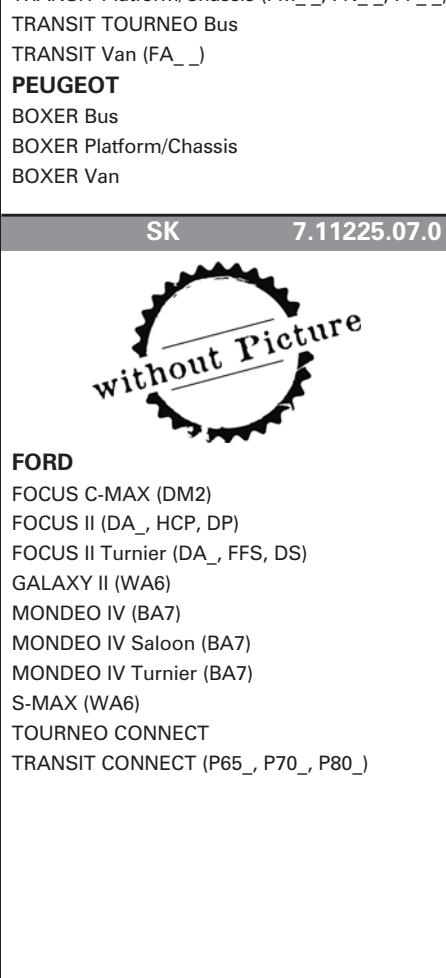 TRANSIT TOURNEO Bus
TRANSIT Van (FA_ _)
PEUGEOT
BOXER Bus
BOXER Platform/Chassis
BOXER Van
SK 7.11225.07.0
without Picture
FORD
FOCUS C-MAX (DM2)
FOCUS II (DA_, HCP, DP)
FOCUS II Turnier (DA_, FFS, DS)
GALAXY II (WA6)
MONDEO IV (BA7)
MONDEO IV Saloon (BA7)
MONDEO IV Turnier (BA7)
S-MAX (WA6)
TOURNEO CONNECT
TRANSIT CONNECT (P65_, P70_, P80_)